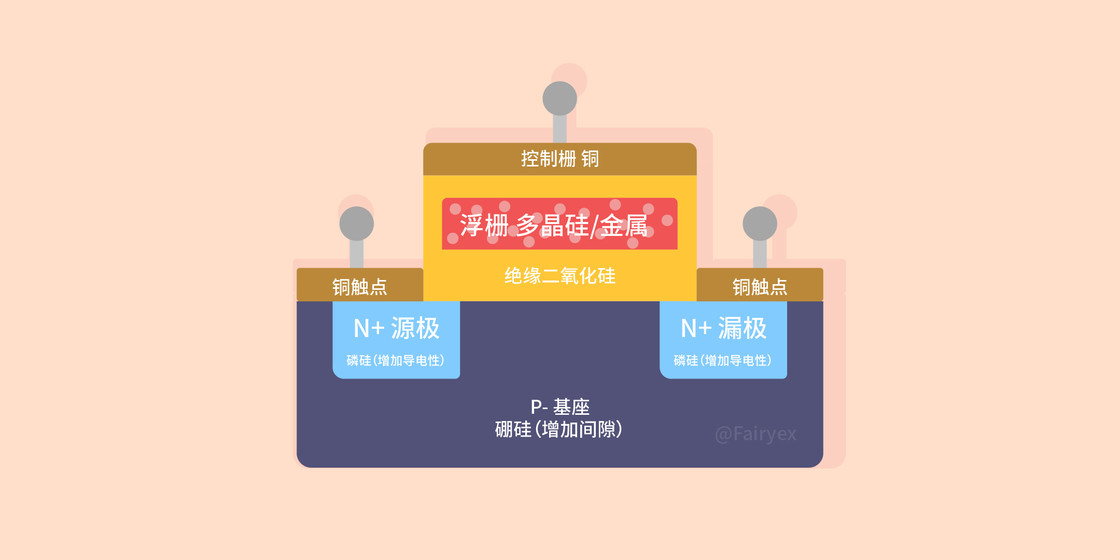 控制栅 铜
浮栅 多晶硅/金属
绝缘二氧化硅
铜触点
铜触点
N+ 源极
磷硅(增加导电性)
N+ 漏极
磷硅(增加导电性)
P- 基座
硼硅(增加间隙)
@Fairyex